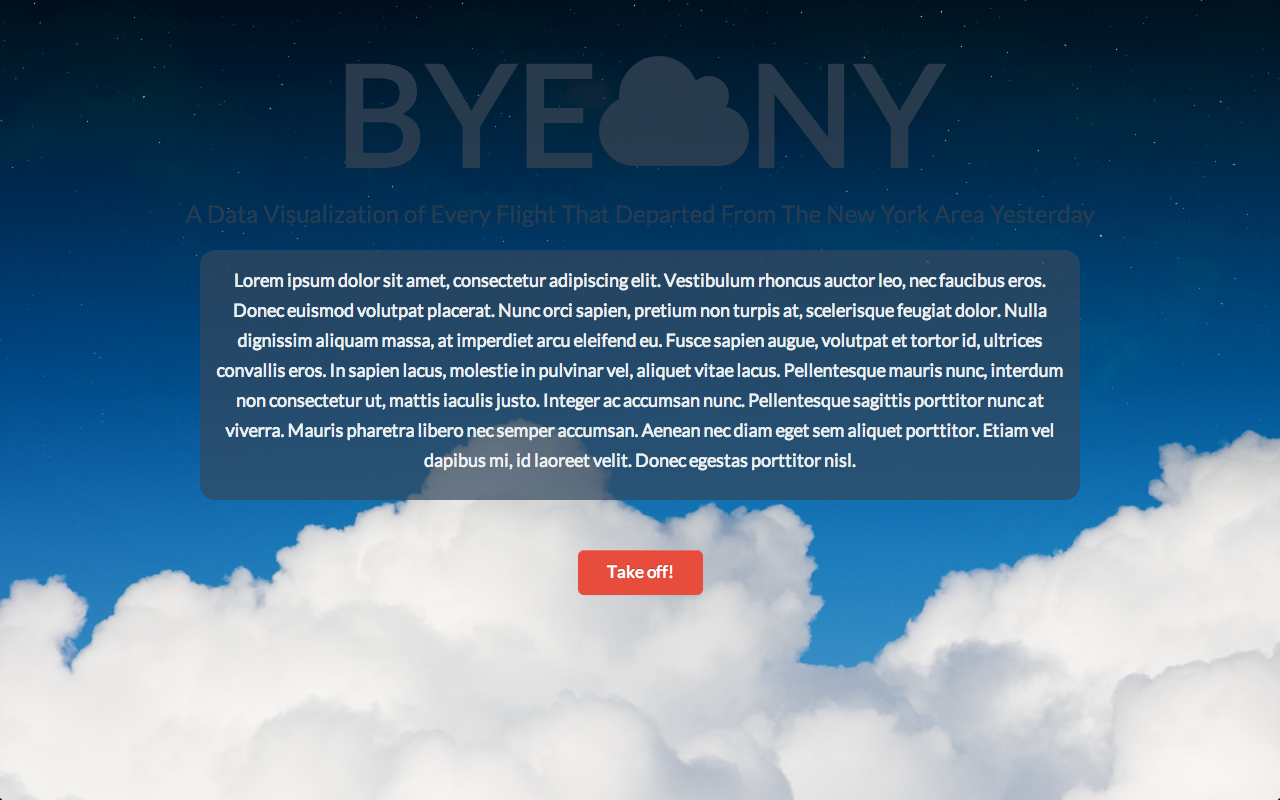 BYE NY
A Data Visualization of Every Flight That Departed From The New York Area Yesterday
Lorem ipsum dolor sit amet, consectetur adipiscing elit. Vestibulum rhoncus auctor leo, nec faucibus eros.
Donec euismod volutpat placerat. Nunc orci sapien, pretium non turpis at, scelerisque feugiat dolor. Nulla
dignissim aliquam massa, at imperdiet arcu eleifend eu. Fusce sapien augue, volutpat et tortor id, ultrices
convallis eros. In sapien lacus, molestie in pulvinar vel, aliquet vitae lacus. Pellentesque mauris nunc, interdum
non consectetur ut, mattis iaculis justo. Integer ac accumsan nunc. Pellentesque sagittis porttitor nunc at
viverra. Mauris pharetra libero nec semper accumsan. Aenean nec diam eget sem aliquet porttitor. Etiam vel
dapibus mi, id laoreet velit. Donec egestas porttitor nisl.
Take off!